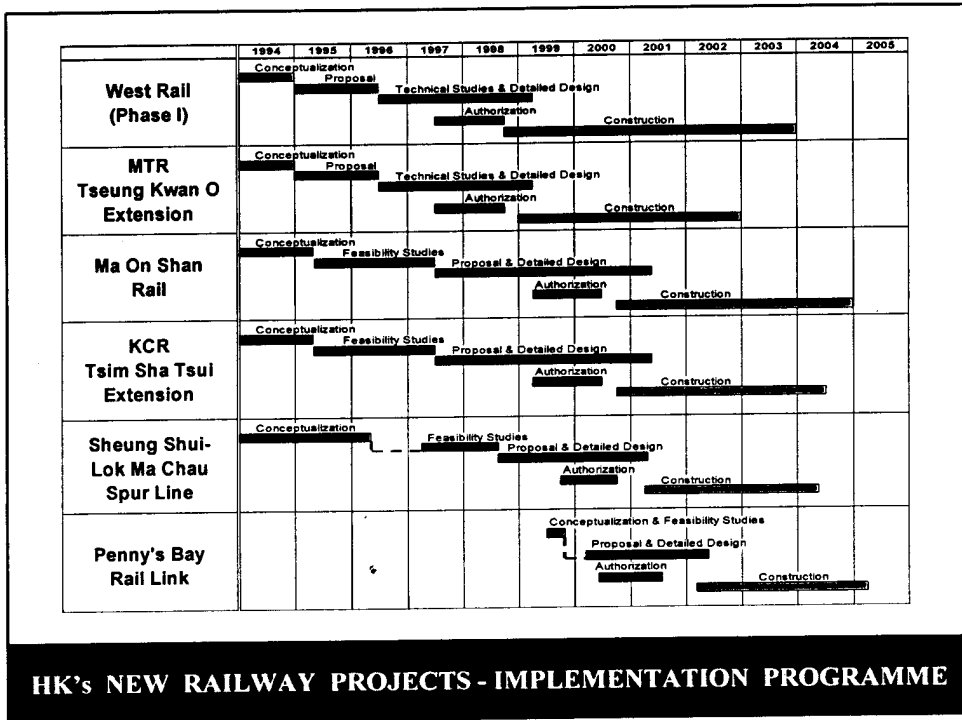 1994 1995 1996 1997 1998 1999 2000 2001 2002 2003 2004 2005
West Rail
(Phase I)
Conceptualization
Proposal
Technical Studies & Detailed Design
Authorization
Construction
MTR
Tseung Kwan O
Extension
Conceptualization
Proposal
Technical Studies & Detailed Design
Authorization
Construction
Ma On Shan
Rail
Conceptualization
Feasibility Studies
Proposal & Detailed Design
Authorization
Construction
KCR
Tsim Sha Tsui
Extension
Conceptualization
Feasibility Studies
Proposal & Detailed Design
Authorization
Construction
Sheung Shui-
Lok Ma Chau
Spur Line
Conceptualization
Feasibility Studies
Proposal & Detailed Design
Authorization
Construction
Penny's Bay
Rail Link
Conceptualization & Feasibility Studies
Proposal & Detailed Design
Authorization
Construction
HK's NEW RAILWAY PROJECTS - IMPLEMENTATION PROGRAMME